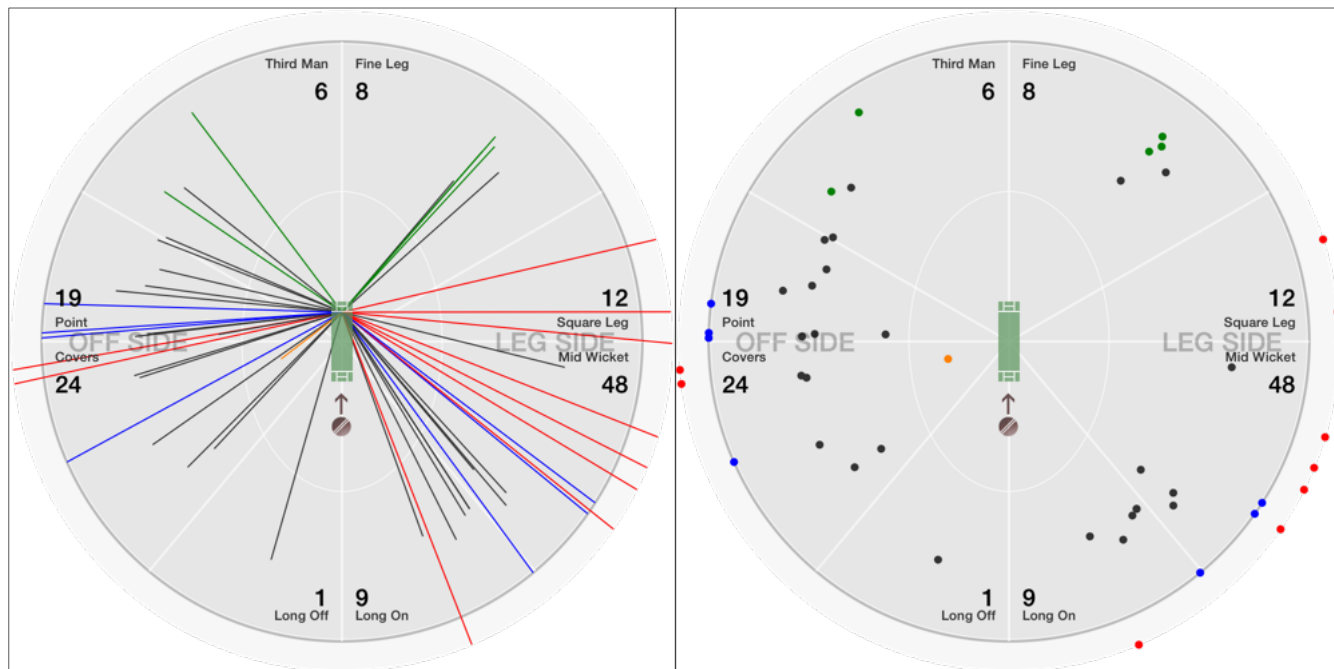 Third Man Fine Leg
6 8
19 12
Point Square Leg
OFF SIDE LEG SIDE
Covers Mid Wicket
24 48
1 9
Long Off Long On
Third Man Fine Leg
6 8
19 12
Point Square Leg
OFF SIDE LEG SIDE
Covers Mid Wicket
24 48
1 9
Long Off Long On